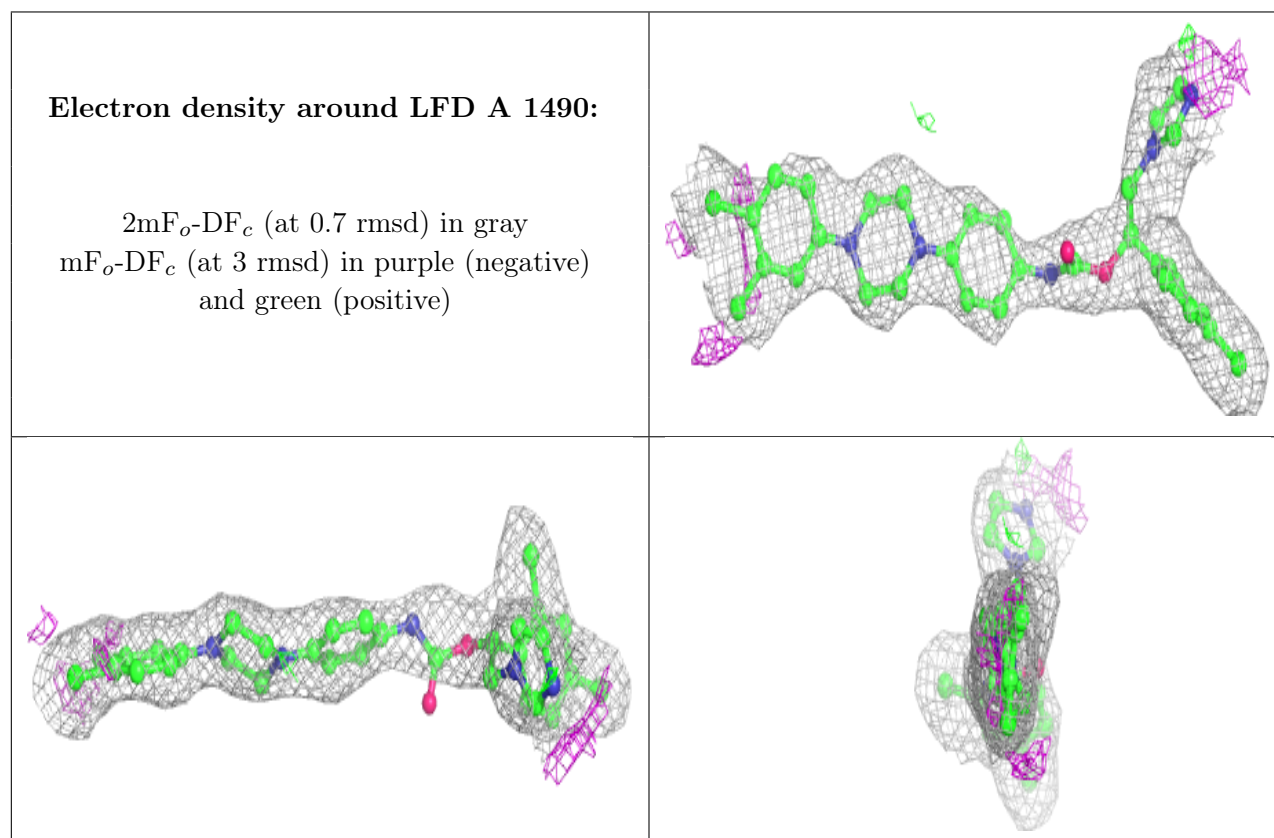 Electron density around LFD A 1490:
2mFo-DFc (at 0.7 rmsd) in gray
mFo-DFc (at 3 rmsd) in purple (negative)
and green (positive)